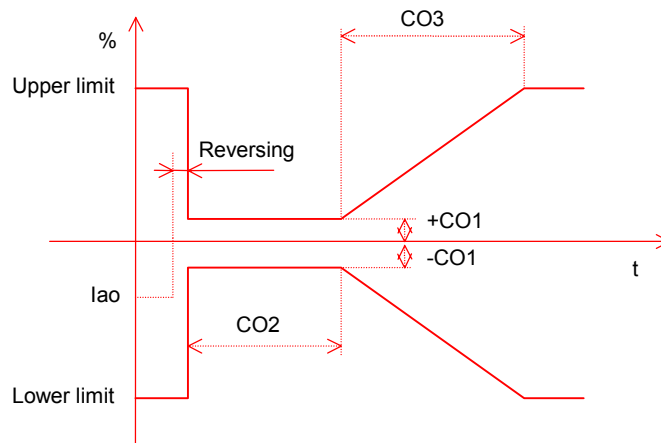 CO3
%
Upper limit
Reversing
+CO1
-CO1
t
Iao
CO2
Lower limit